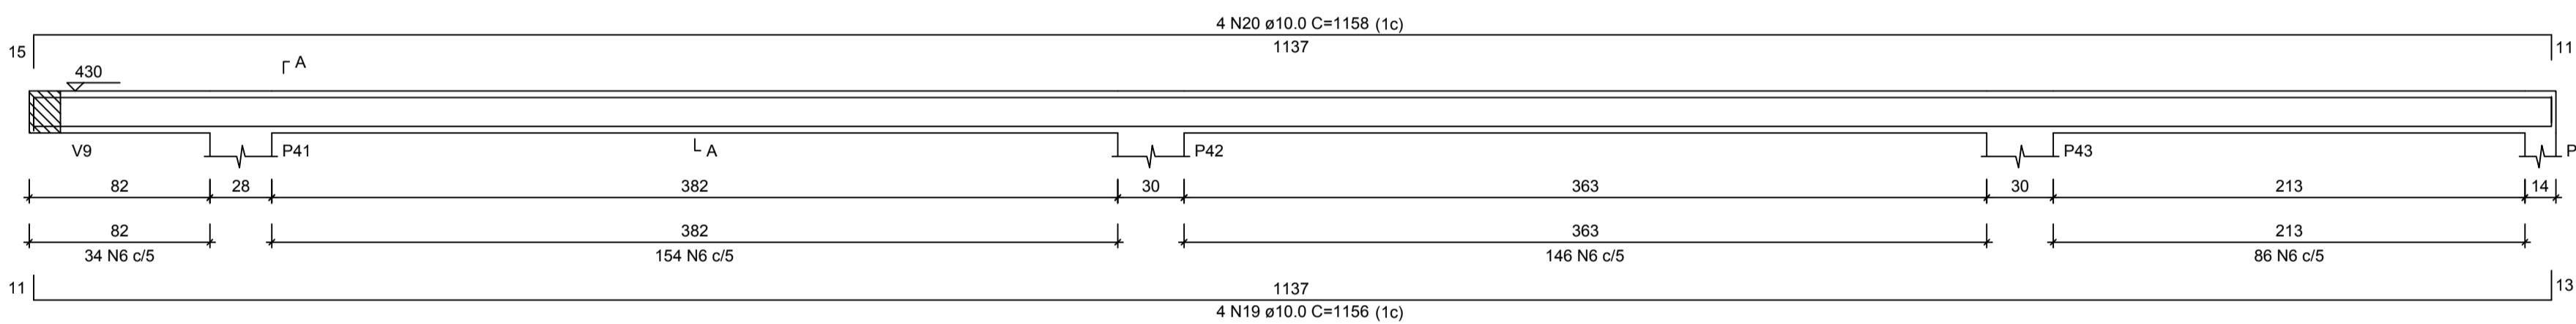 4 N20 ø10.0 C=1158 (1c)
15 1137 11
A
430
V9 P41 A P42 P43 P
82 28 382 30 363 30 213 14
82 382 363 213
34 N6 c/5 154 N6 c/5 146 N6 c/5 86 N6 c/5
11 1137 13
4 N19 ø10.0 C=1156 (1c)